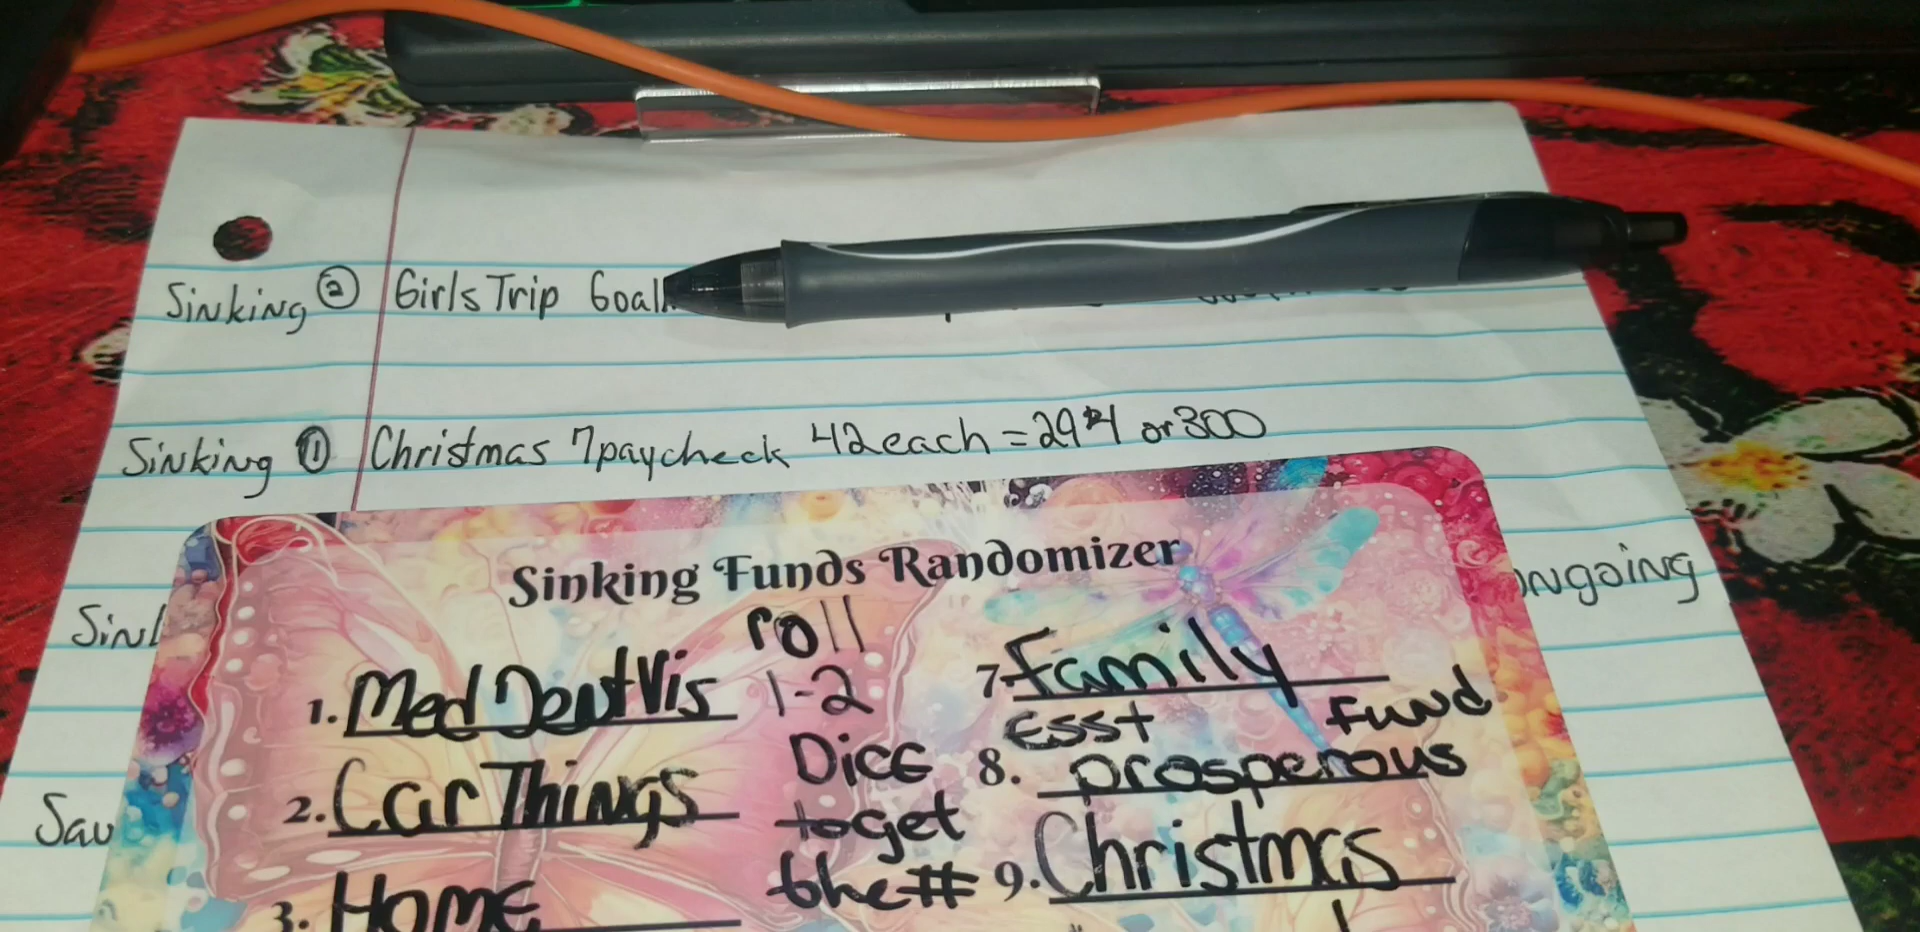 Sinking ② Girls Trip Goal
Sinking ① Christmas 7paycheck 42each = 294 or 300
ongoing
Sinking Funds Randomizer
roll
1-2
Dice
to get
the #
1. Med Dent Vis
2. Car Things
3. Home
7. Family
Esst Fund
8. prosperous
9. Christmas